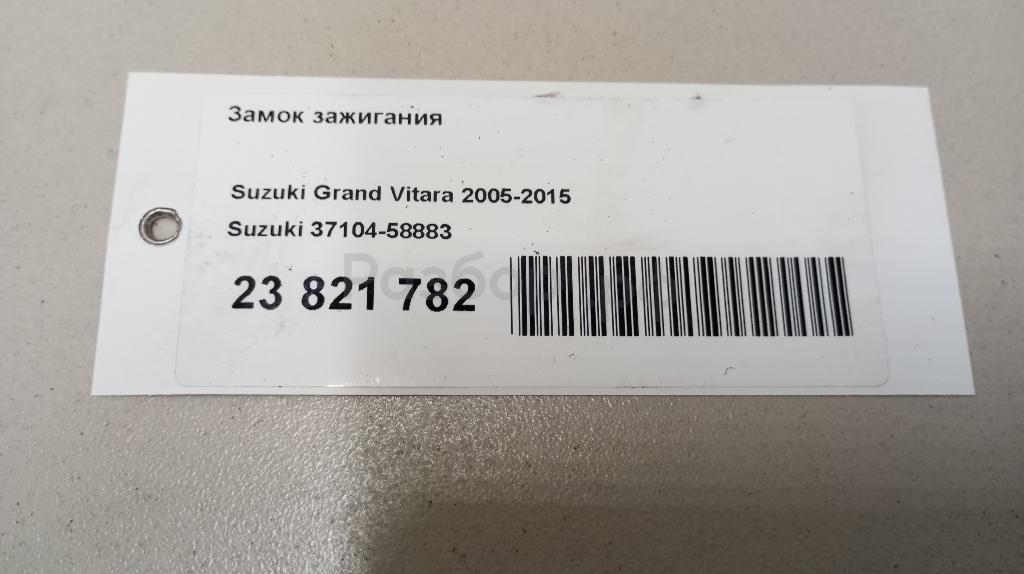 Замок зажигания
Suzuki Grand Vitara 2005-2015
Suzuki 37104-58883
23 821 782